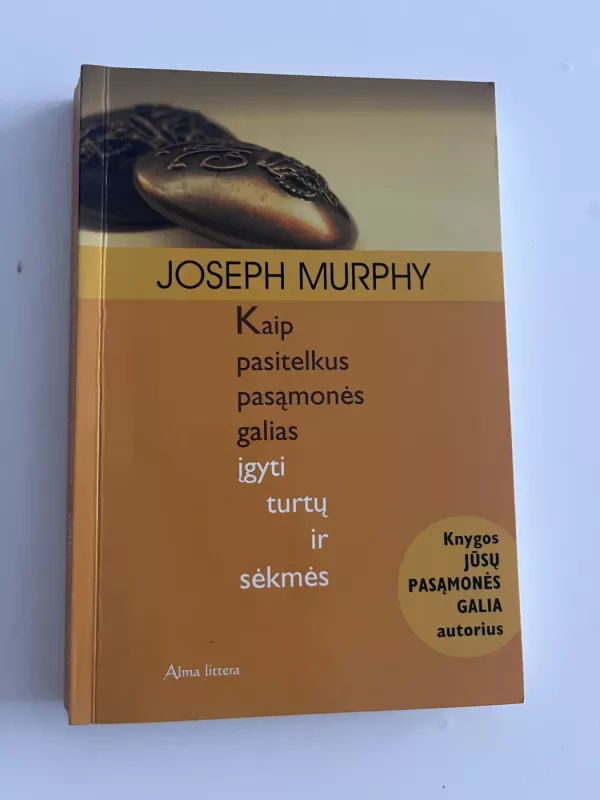 JOSEPH MURPHY
Kaip
pasitelkus
pasąmonės
galias
įgyti
turtų
ir
sėkmės
Knygos
JŪSŲ
PASĄMONĖS
GALIA
autorius
Alma littera